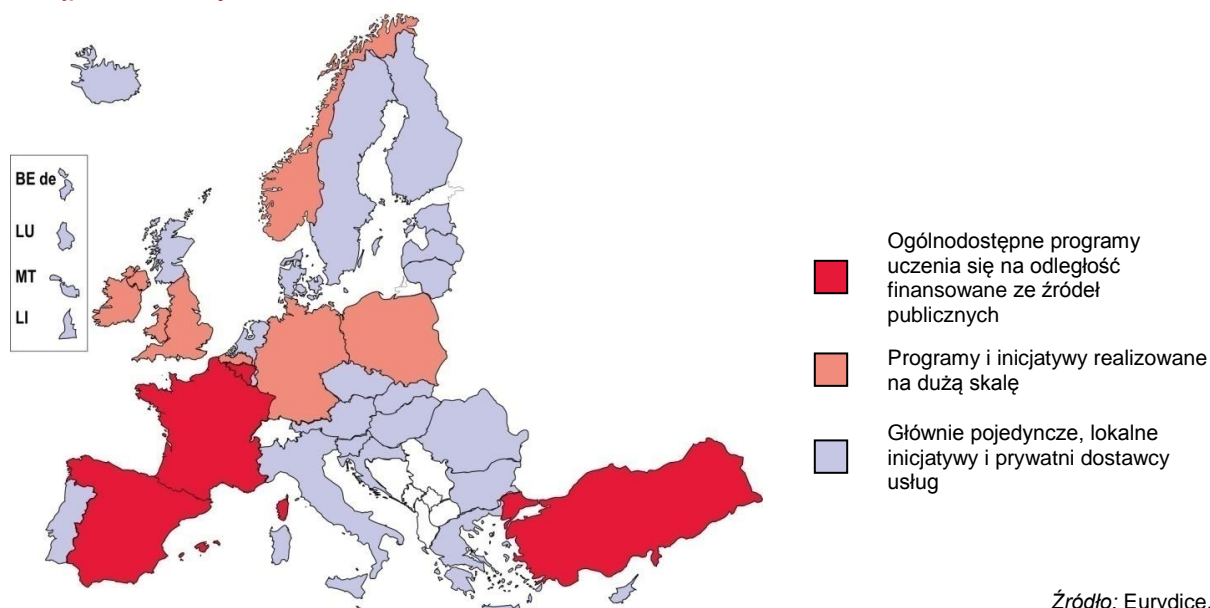 BE de
LU
MT
LI
Ogólnodostępne programy
uczenia się na odległość
finansowane ze źródeł
publicznych
Programy i inicjatywy realizowane
na dużą skalę
Głównie pojedyncze, lokalne
inicjatywy i prywatni dostawcy
usług
Źródło: Eurydice.